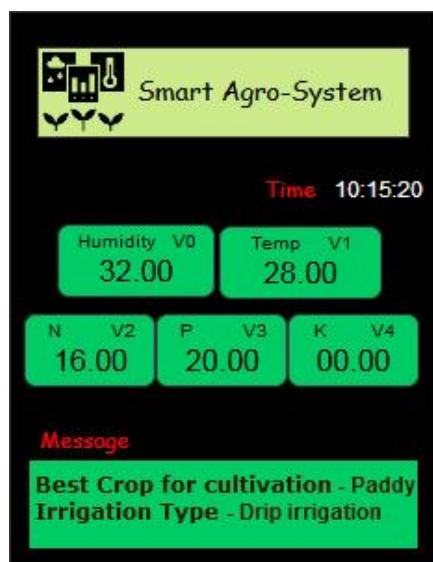 Smart Agro-System
Time 10:15:20
Humidity V0 Temp V1
32.00 28.00
N V2 P V3 K V4
16.00 20.00 00.00
Message
Best Crop for cultivation - Paddy
Irrigation Type - Drip irrigation